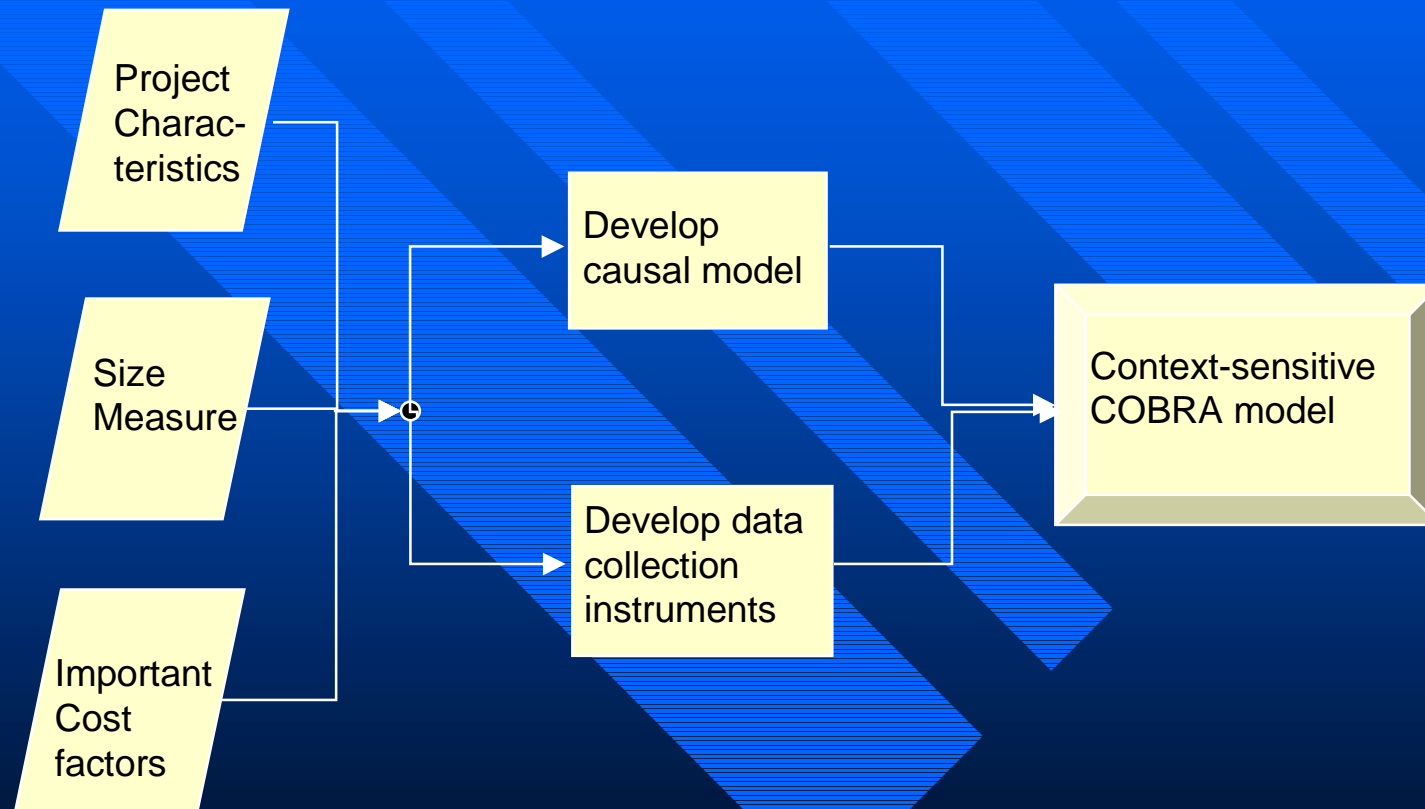 Project
Charac-
teristics
Size
Measure
Important
Cost
factors
Develop
causal model
Develop data
collection
instruments
Context-sensitive
COBRA model